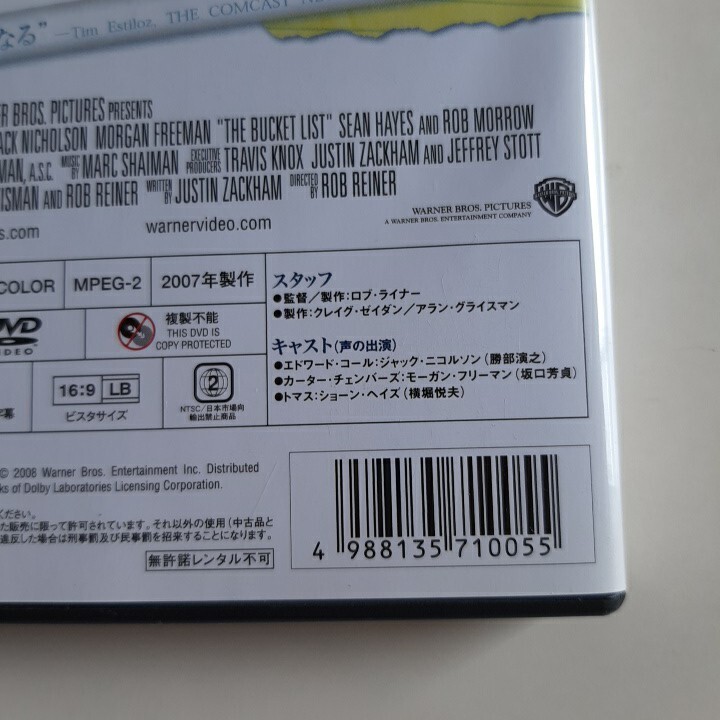 なる" —Tim Estiloz, THE COMCAST
BROS. PICTURES PRESENTS
NICHOLSON MORGAN FREEMAN "THE BUCKET LIST" SEAN HAYES AND ROB MORROW
A.S.C. MUSIC BY MARC SHAIMAN EXECUTIVE PRODUCERS TRAVIS KNOX JUSTIN ZACKHAM AND JEFFREY STOTT
AND ROB REINER WRITTEN BY JUSTIN ZACKHAM DIRECTED BY ROB REINER
s.com warnervideo.com
WARNER BROS. PICTURES
A WARNER BROS. ENTERTAINMENT COMPANY
COLOR MPEG-2 2007年製作
複製不能
THIS DVD IS
COPY PROTECTED
DVD
VIDEO
字幕
16:9 LB
ビスタサイズ
2
NTSC/日本市場向
輸出禁止商品
スタッフ
●監督/製作:ロブ・ライナー
●製作:クレイグ・ゼイダン/アラン・グライスマン
キャスト(声の出演)
●エドワード・コール:ジャック・ニコルソン(勝部演之)
●カーター・チェンバーズ:モーガン・フリーマン(坂口芳貞)
●トマス:ショーン・ヘイズ(横堀悦夫)
© 2008 Warner Bros. Entertainment Inc. Distributed
ks of Dolby Laboratories Licensing Corporation.
ださい。
た販売に限って許可されています。それ以外の使用(中古品と
違反した場合は刑事罰及び民事罰を招来することになります。
無許諾レンタル不可
4 988135 710055